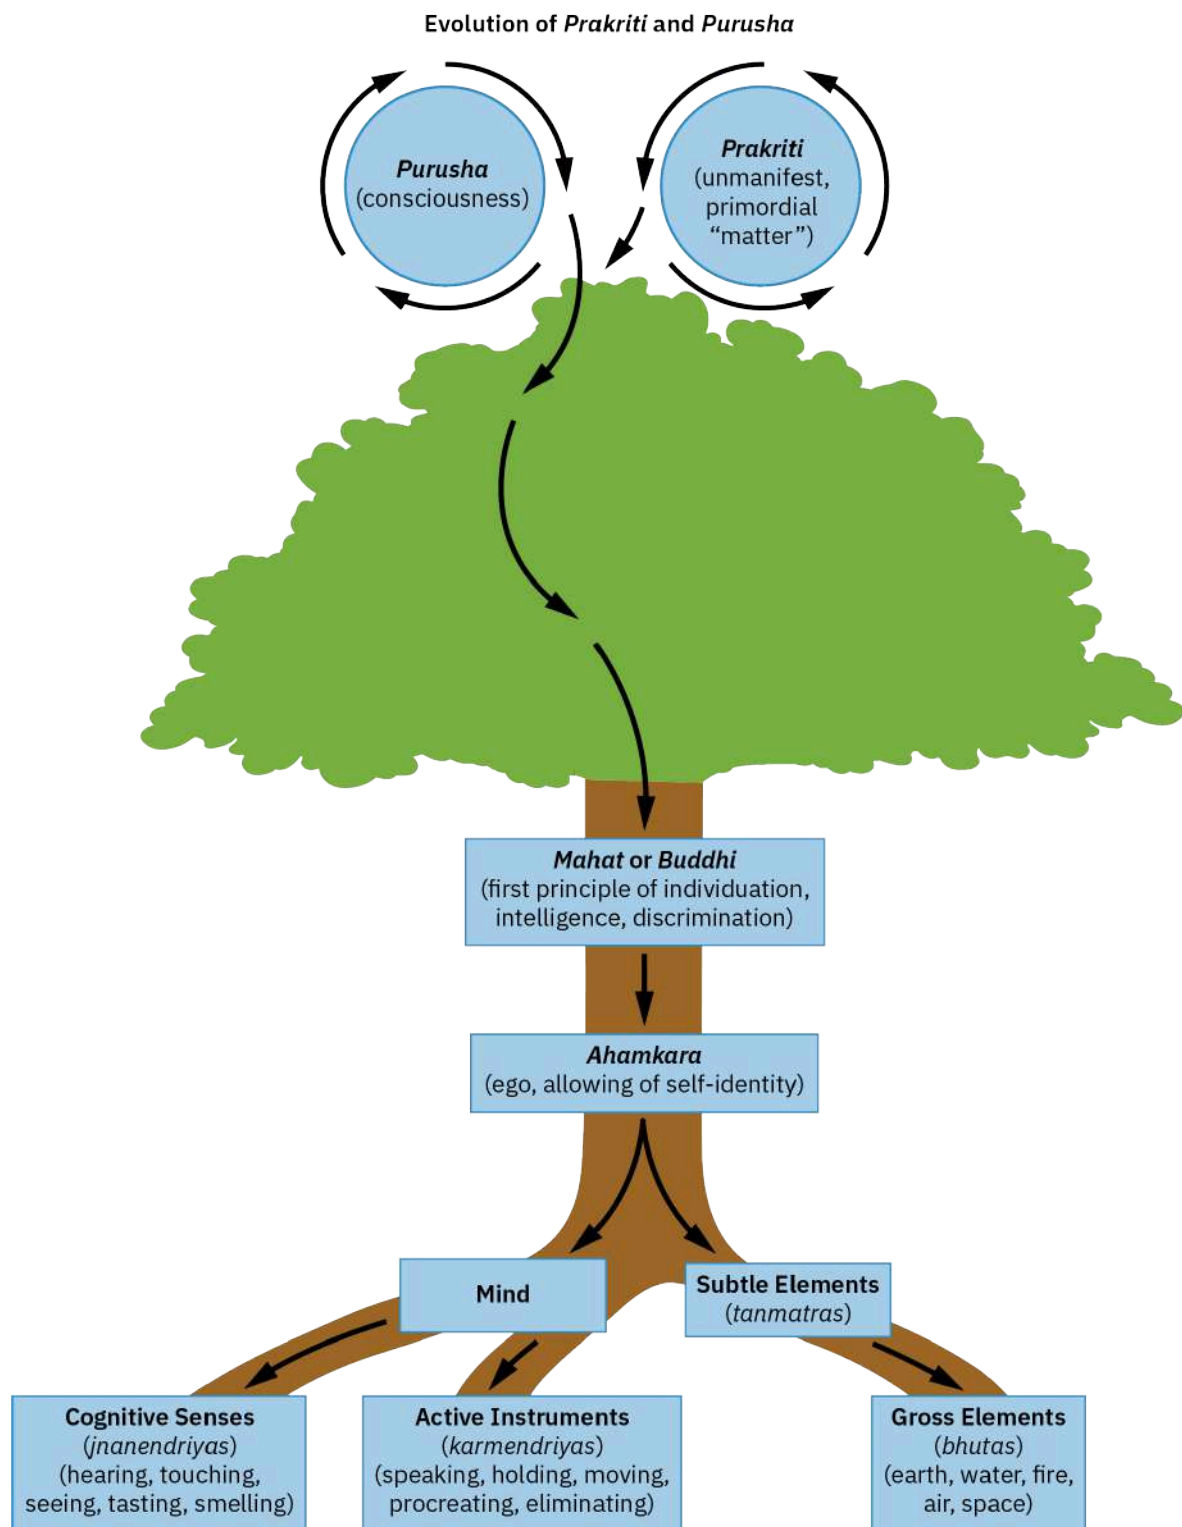 Evolution of Prakriti and Purusha
Purusha
(consciousness)
Prakriti
(unmanifest,
primordial
“matter”)
Mahat or Buddhi
(first principle of individuation,
intelligence, discrimination)
Ahamkara
(ego, allowing of self-identity)
Mind
Subtle Elements
(tanmatras)
Cognitive Senses
(jnanendriyas)
(hearing, touching,
seeing, tasting, smelling)
Active Instruments
(karmendriyas)
(speaking, holding, moving,
procreating, eliminating)
Gross Elements
(bhutas)
(earth, water, fire,
air, space)